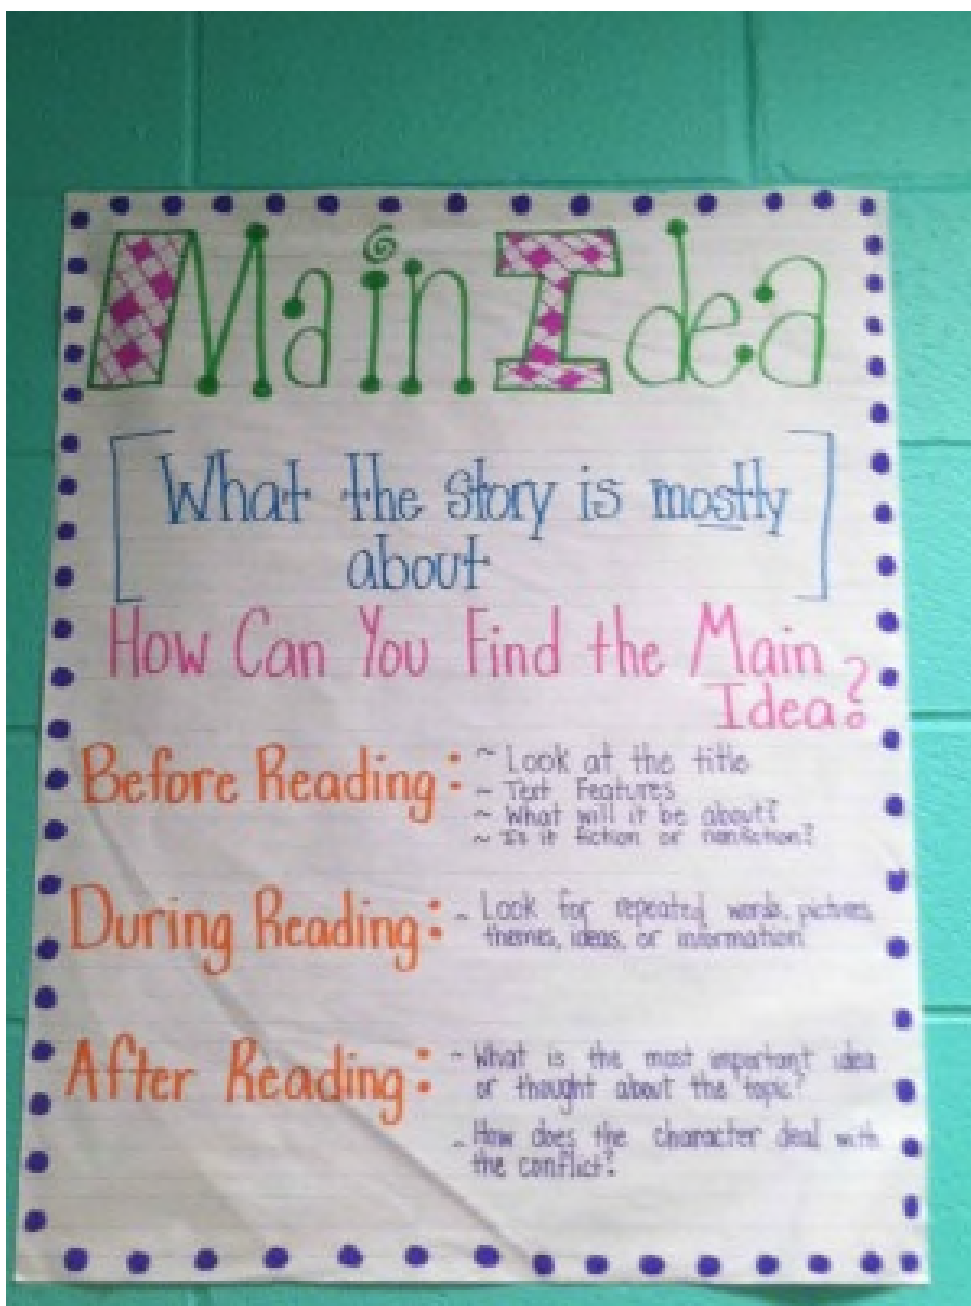 Main Idea
What the story is mostly
about
How Can You Find the Main
Idea?
Before Reading:
~ Look at the title
~ Text Features
~ What will it be about?
~ Is it fiction or nonfiction?
During Reading:
~ Look for repeated words, pictures,
themes, ideas, or information
After Reading:
~ What is the most important idea
or thought about the topic?
~ How does the character deal with
the conflict?